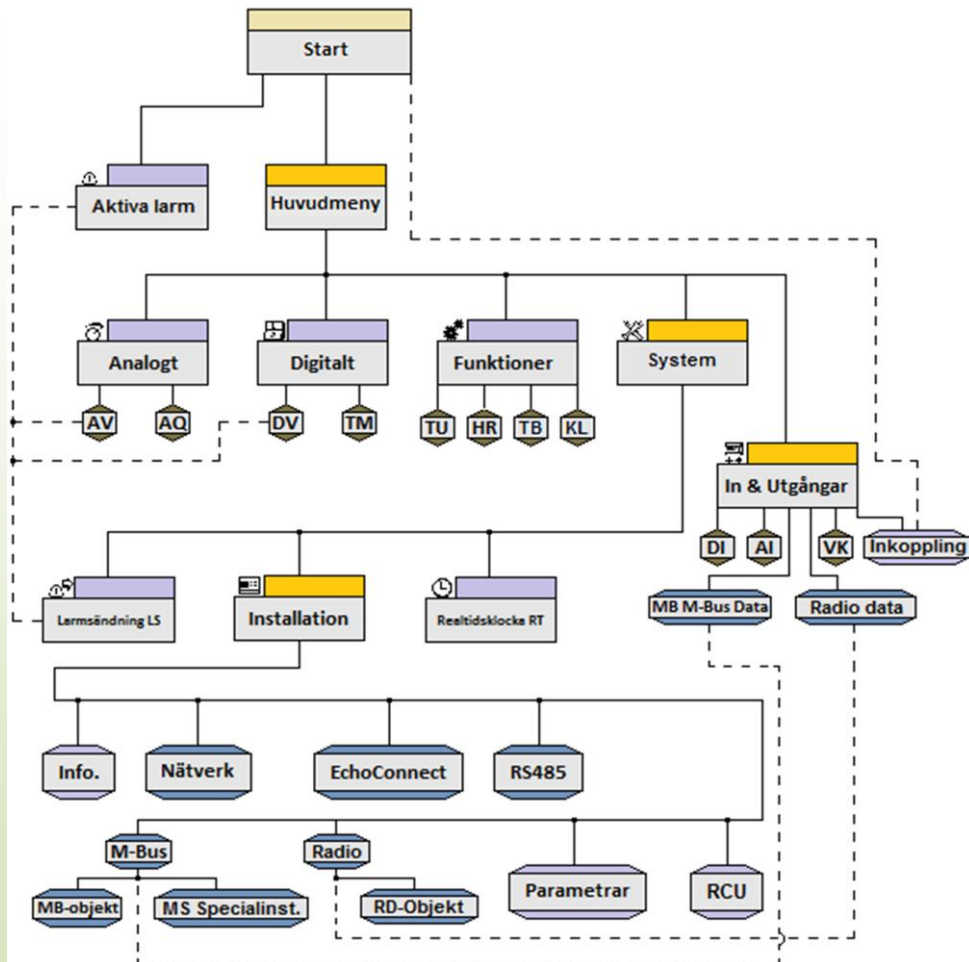 Start
Aktiva larm
Huvudmeny
Analogt
Digitalt
Funktioner
System
AV
AQ
DV
TM
TU
HR
TB
KL
In & Utgångar
DI
AI
VK
Inkoppling
MB M-Bus Data
Radio data
Larmsändning LS
Installation
Realtidsklocka RT
Info.
Nätverk
EchoConnect
RS485
M-Bus
Radio
Parametrar
RCU
MB-objekt
MS Specialinst.
RD-Objekt